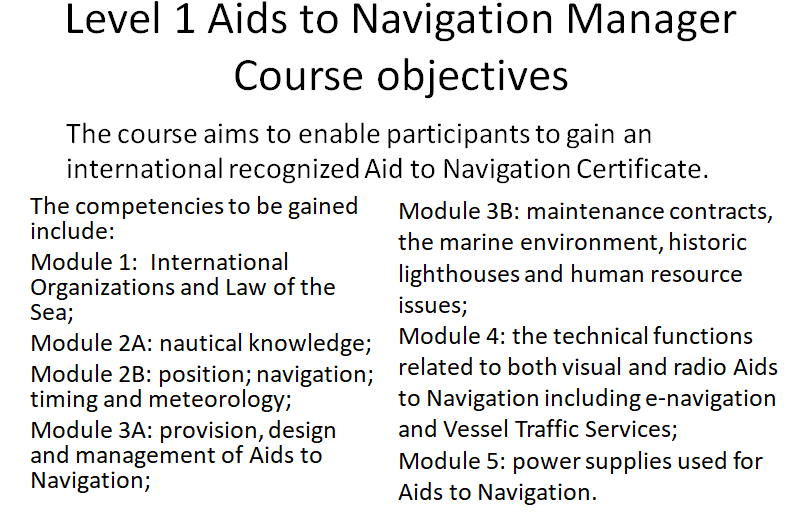 Level 1 Aids to Navigation Manager
Course objectives
The course aims to enable participants to gain an
international recognized Aid to Navigation Certificate.
The competencies to be gained
include:
Module 1:  International
Organizations and Law of the
Sea;
Module 2A: nautical knowledge;
Module 2B: position; navigation;
timing and meteorology;
Module 3A: provision, design
and management of Aids to
Navigation;
Module 3B: maintenance contracts,
the marine environment, historic
lighthouses and human resource
issues;
Module 4: the technical functions
related to both visual and radio Aids
to Navigation including e-navigation
and Vessel Traffic Services;
Module 5: power supplies used for
Aids to Navigation.